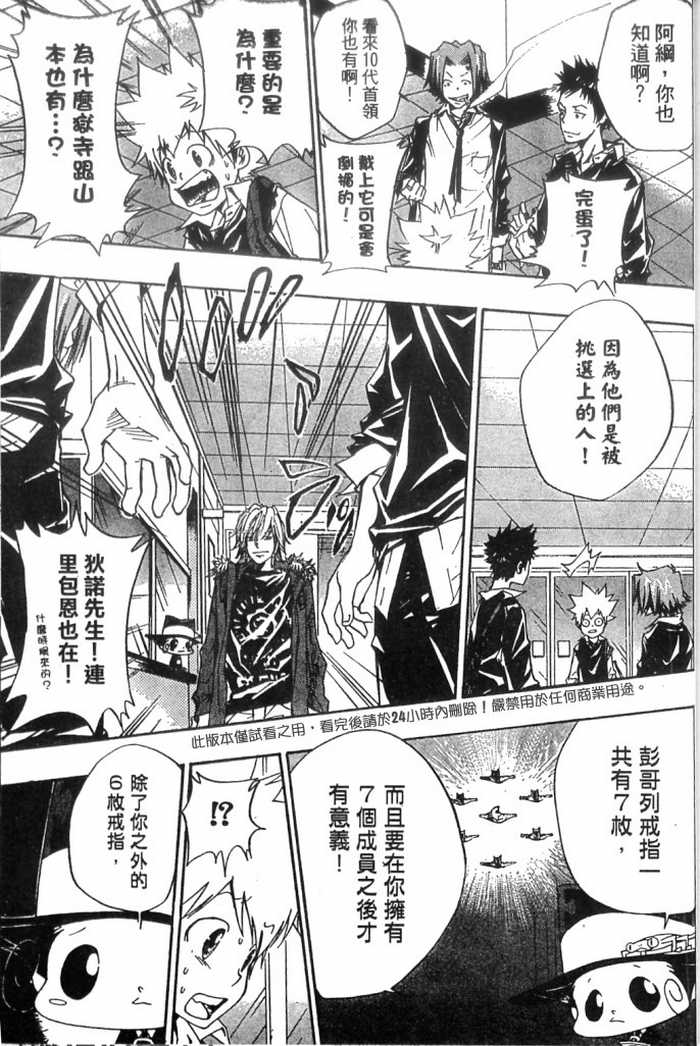 阿綱，你也
知道啊？
看來10代首領
你也有啊！
完蛋了！
戴上它可是會
倒楣的！
重要的是
為什麼？
為什麼獄寺跟山
本也有…？
因為他們是被
挑選上的人！
狄諾先生！連
里包恩也在！
什麼時候來的？
此版本僅試看之用，看完後請於24小時內刪除！嚴禁用於任何商業用途。
彭哥列戒指一
共有7枚，
而且要在你擁有
7個成員之後才
有意義！
!?
除了你之外的
6枚戒指，